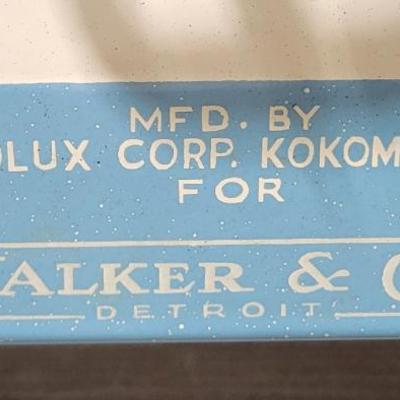 MFD. BY
OLUX CORP. KOKOM
FOR
ALKER & C
DETROIT